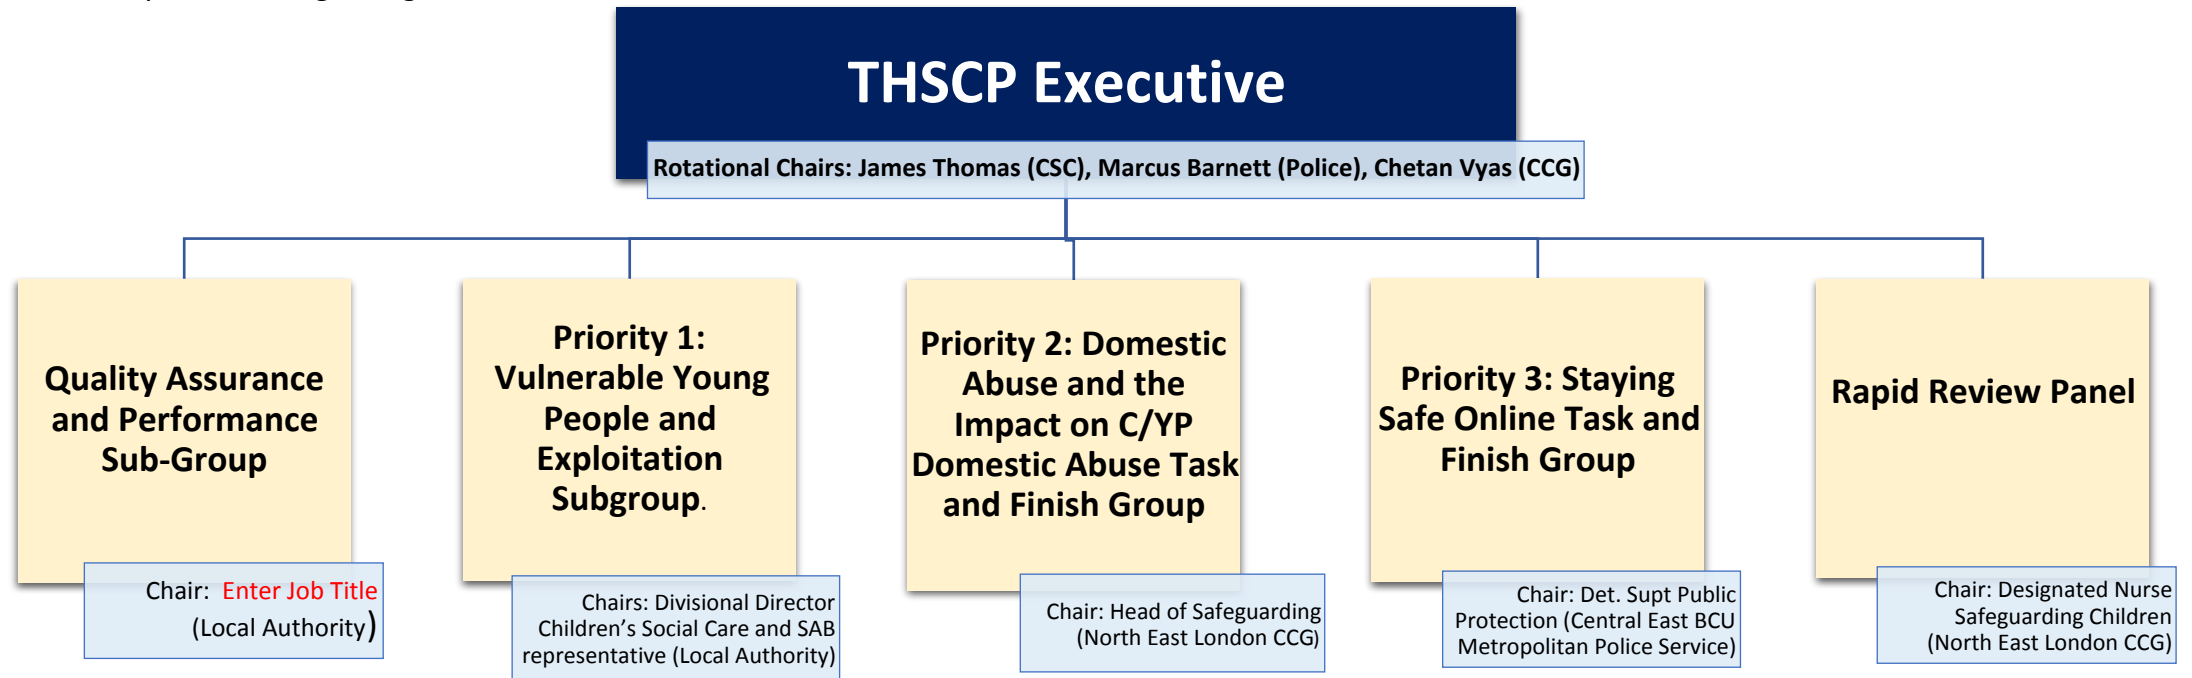 THSCP Executive
Rotational Chairs: James Thomas (CSC), Marcus Barnett (Police), Chetan Vyas (CCG)
Quality Assurance
and Performance
Sub-Group
Chair: Enter Job Title
(Local Authority)
Priority 1:
Vulnerable Young
People and
Exploitation
Subgroup.
Chairs: Divisional Director
Children's Social Care and SAB
representative (Local Authority)
Priority 2: Domestic
Abuse and the
Impact on C/YP
Domestic Abuse Task
and Finish Group
Chair: Head of Safeguarding
(North East London CCG)
Priority 3: Staying
Safe Online Task and
Finish Group
Chair: Det. Supt Public
Protection (Central East BCU
Metropolitan Police Service)
Rapid Review Panel
Chair: Designated Nurse
Safeguarding Children
(North East London CCG)